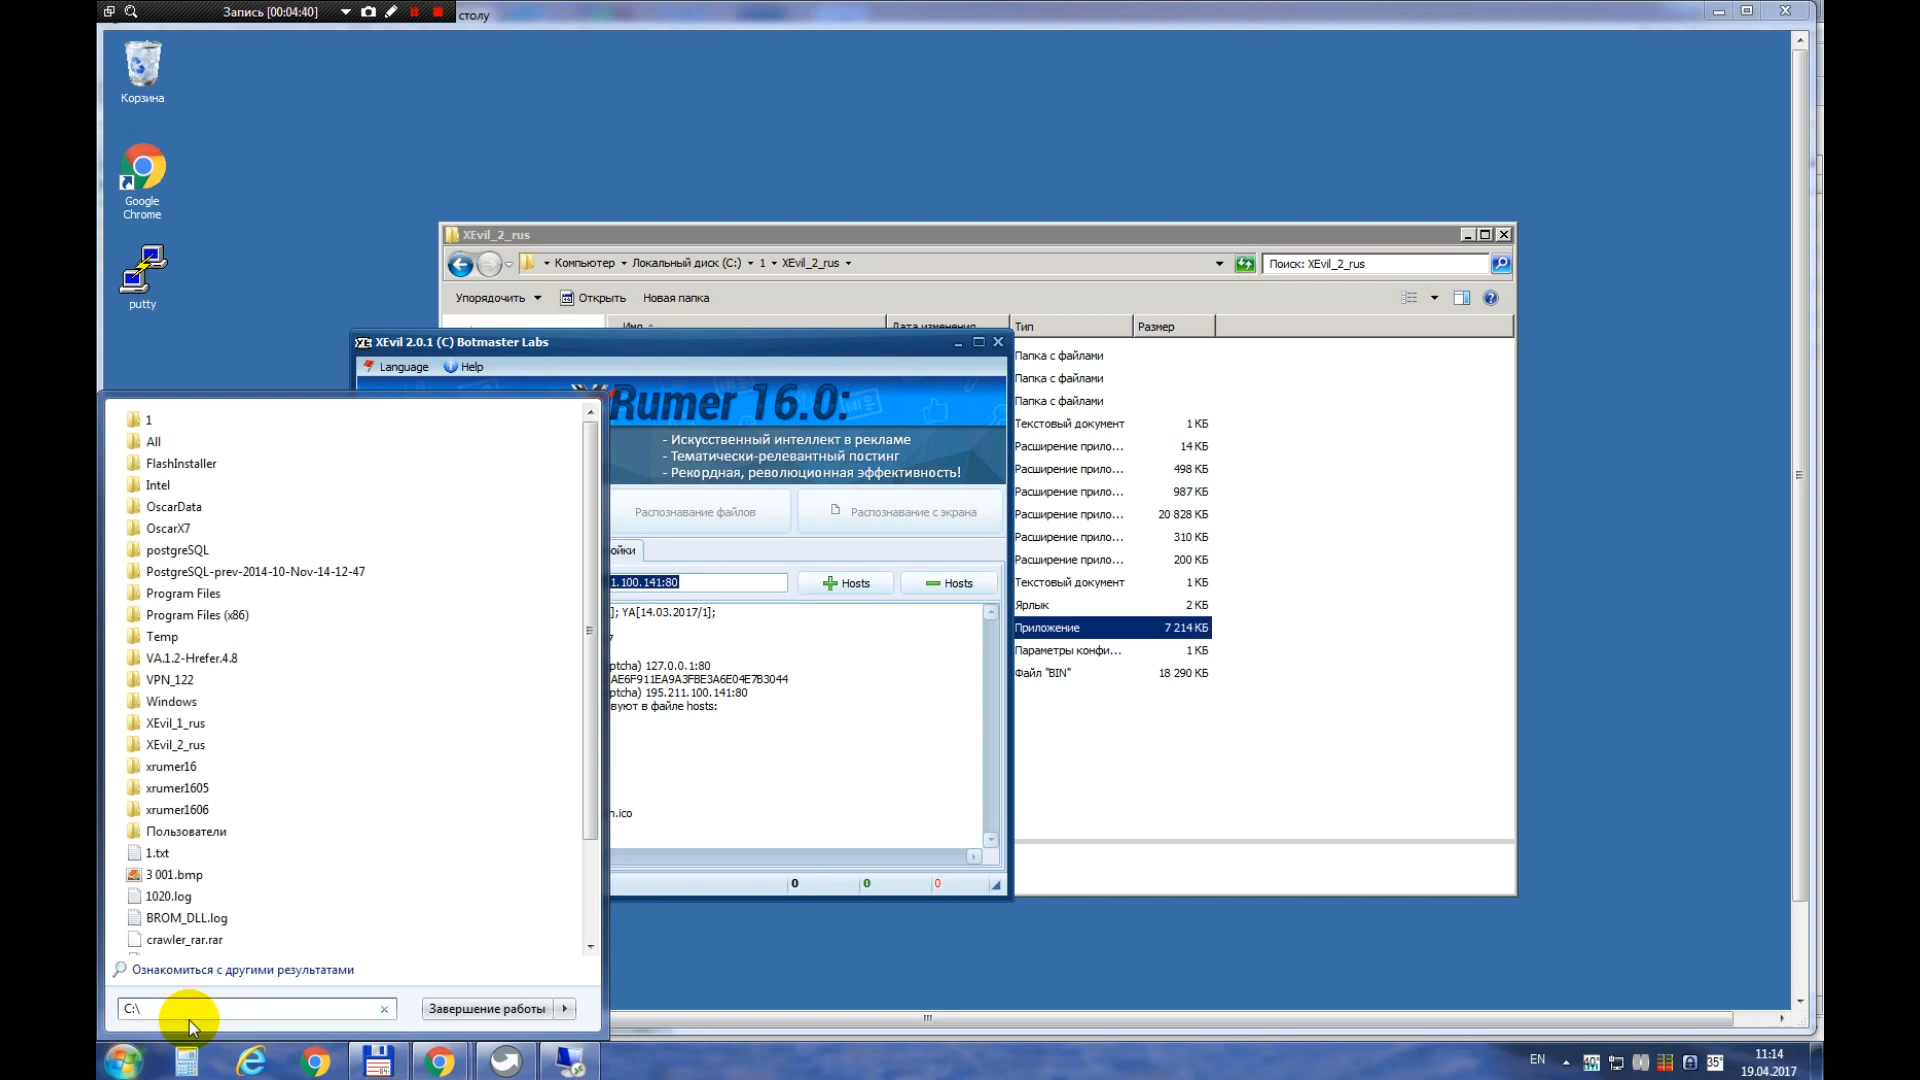 Запись [00:04:40]
столу
Корзина
Google
Chrome
putty
XEvil_2_rus
Компьютер
Локальный диск (C:)
1
XEvil_2_rus
Поиск: XEvil_2_rus
Упорядочить
Открыть
Новая папка
Имя
Дата изменения
Тип
Размер
Папка с файлами
Папка с файлами
Папка с файлами
Текстовый документ 1 КБ
Расширение прило... 14 КБ
Расширение прило... 498 КБ
Расширение прило... 987 КБ
Расширение прило... 20 828 КБ
Расширение прило... 310 КБ
Расширение прило... 200 КБ
Текстовый документ 1 КБ
Ярлык 2 КБ
Приложение 7 214 КБ
Параметры конфи... 1 КБ
Файл "BIN" 18 290 КБ
XEvil 2.0.1 (C) Botmaster Labs
Language
Help
Rumer 16.0:
- Искусственный интеллект в рекламе
- Тематически-релевантный постинг
- Рекордная, революционная эффективность!
Распознавание файлов
Распознавание с экрана
ойки
1.100.141:80
Hosts
Hosts
]; YA[14.03.2017/1];
7
ptcha) 127.0.0.1:80
AE6F911EA9A3FBE3A6E04E7B3044
ptcha) 195.211.100.141:80
вуют в файле hosts:
n.ico
0
0
0
1
All
FlashInstaller
Intel
OscarData
OscarX7
postgreSQL
PostgreSQL-prev-2014-10-Nov-14-12-47
Program Files
Program Files (x86)
Temp
VA.1.2-Hrefer.4.8
VPN_122
Windows
XEvil_1_rus
XEvil_2_rus
xrumer16
xrumer1605
xrumer1606
Пользователи
1.txt
3 001.bmp
1020.log
BROM_DLL.log
crawler_rar.rar
Ознакомиться с другими результатами
C:\
Завершение работы
64
EN
40°
35°
11:14
19.04.2017